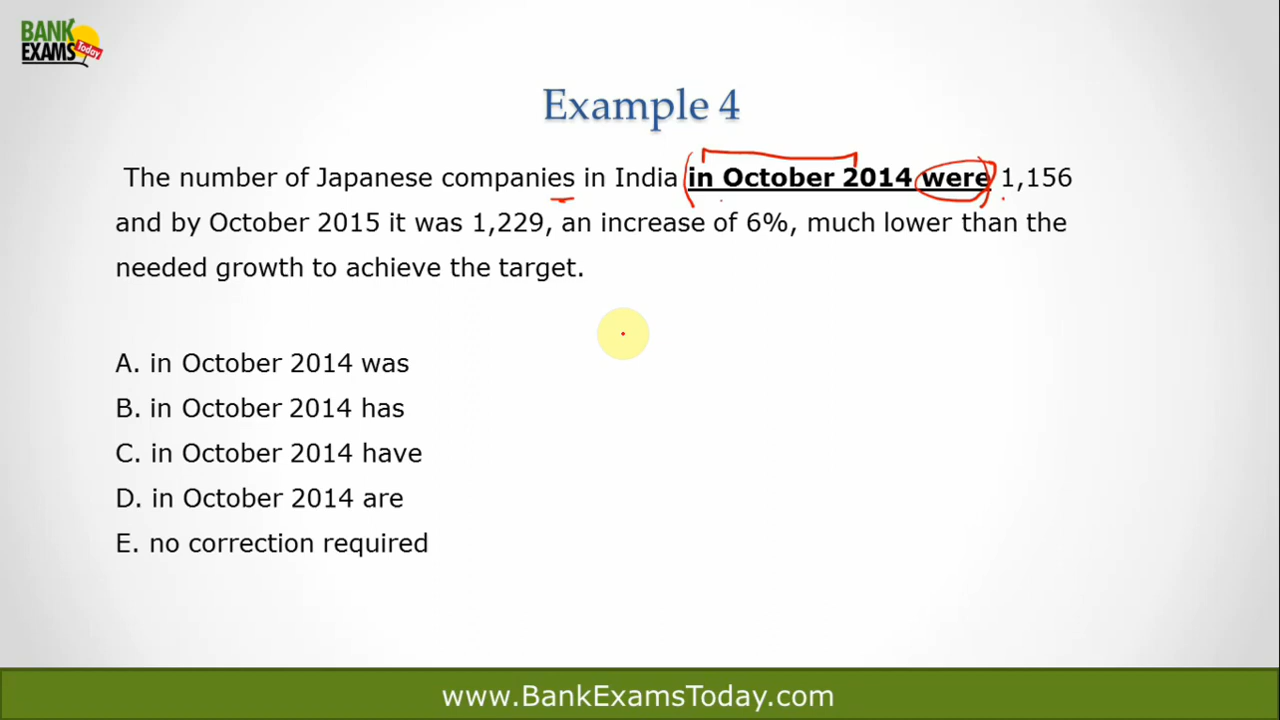 BANK
EXAMS Today
Example 4
The number of Japanese companies in India in October 2014 were 1,156
and by October 2015 it was 1,229, an increase of 6%, much lower than the
needed growth to achieve the target.
A. in October 2014 was
B. in October 2014 has
C. in October 2014 have
D. in October 2014 are
E. no correction required
www.BankExamsToday.com